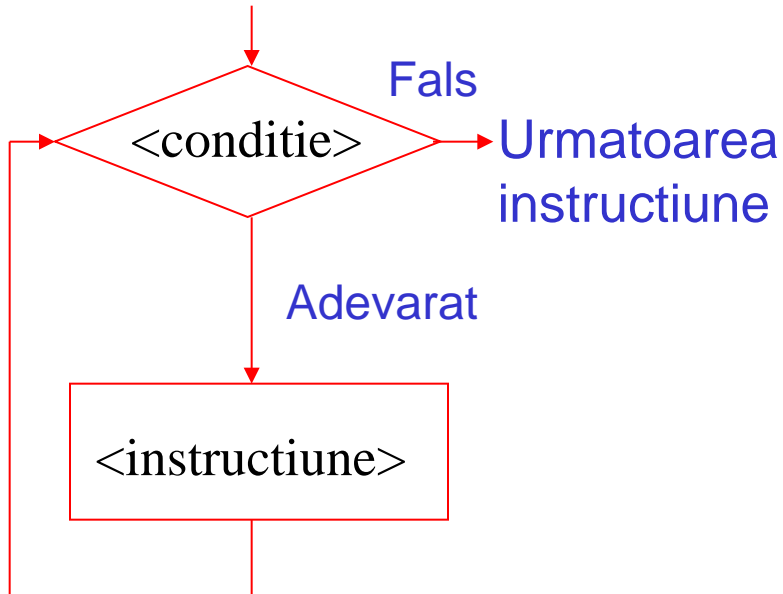 Fals
<conditie>
Urmatoarea
instructiune
Adevarat
<instructiune>